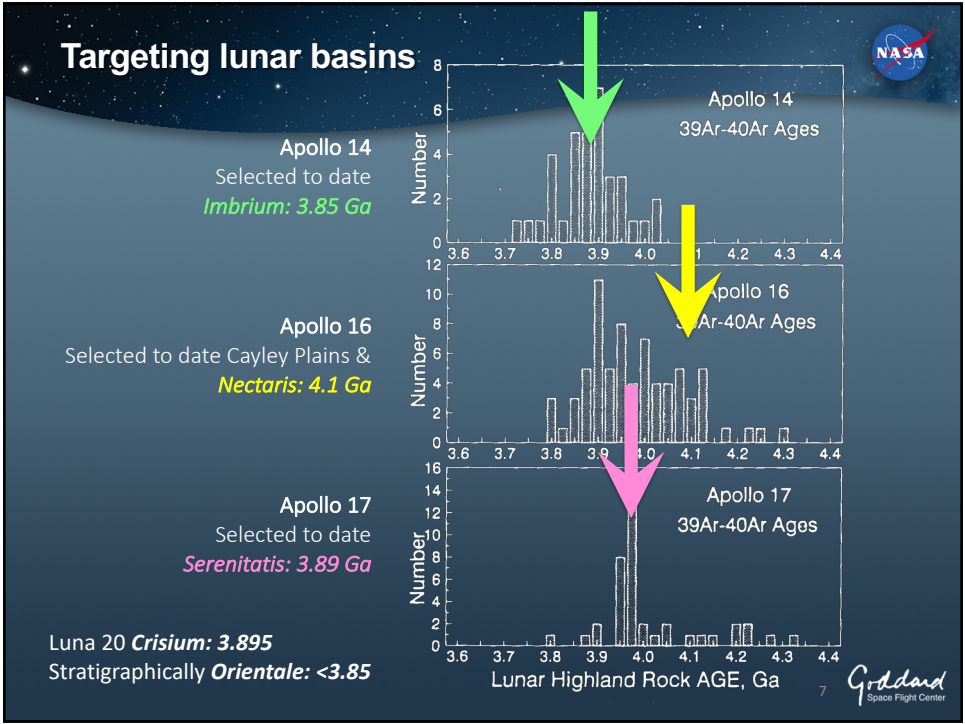 Targeting lunar basins
NASA
Apollo 14
Selected to date
Imbrium: 3.85 Ga
Number
8
6
4
2
0
Apollo 14
39Ar-40Ar Ages
3.6 3.7 3.8 3.9 4.0 4.1 4.2 4.3 4.4
Apollo 16
Selected to date Cayley Plains &
Nectaris: 4.1 Ga
Number
12
10
8
6
4
2
0
Apollo 16
39Ar-40Ar Ages
3.6 3.7 3.8 3.9 4.0 4.1 4.2 4.3 4.4
Apollo 17
Selected to date
Serenitatis: 3.89 Ga
Number
16
14
12
10
8
6
4
2
0
Apollo 17
39Ar-40Ar Ages
3.6 3.7 3.8 3.9 4.0 4.1 4.2 4.3 4.4
Lunar Highland Rock AGE, Ga
Luna 20 Crisium: 3.895
Stratigraphically Orientale: <3.85
7
Goddard
Space Flight Center